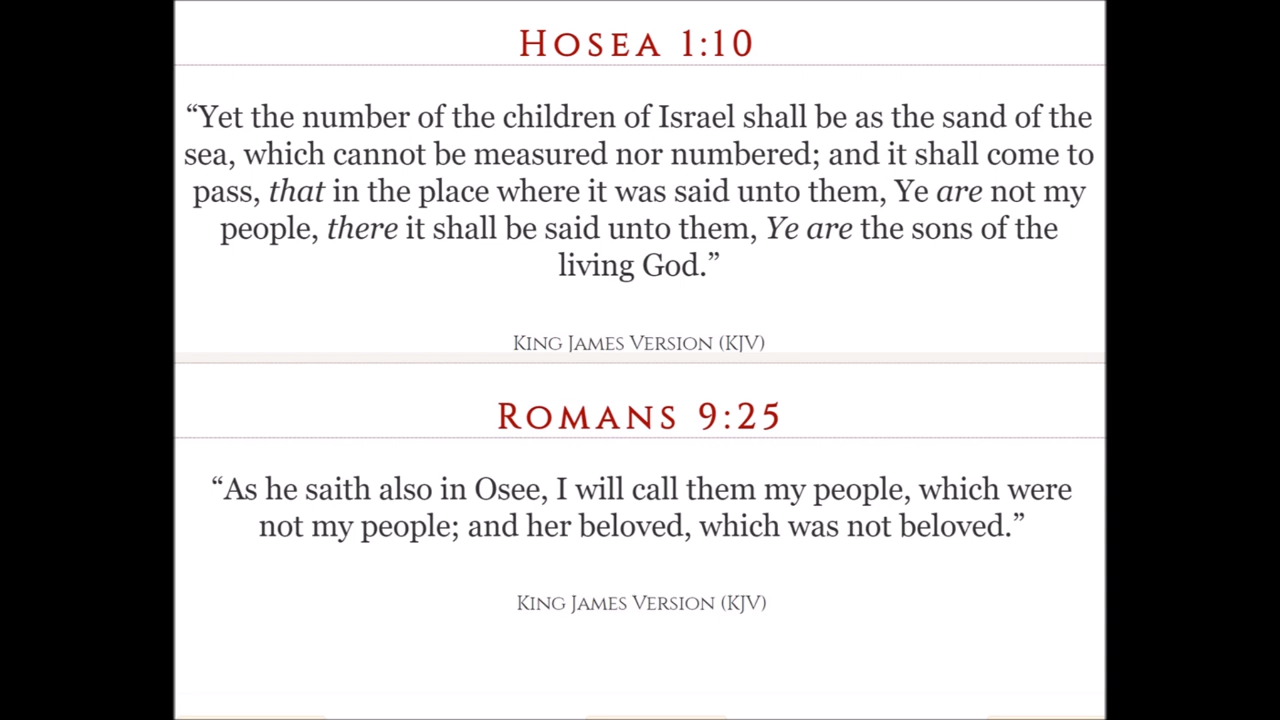 Hosea 1:10
“Yet the number of the children of Israel shall be as the sand of the
sea, which cannot be measured nor numbered; and it shall come to
pass, that in the place where it was said unto them, Ye are not my
people, there it shall be said unto them, Ye are the sons of the
living God.”
King James Version (KJV)
Romans 9:25
“As he saith also in Osee, I will call them my people, which were
not my people; and her beloved, which was not beloved.”
King James Version (KJV)